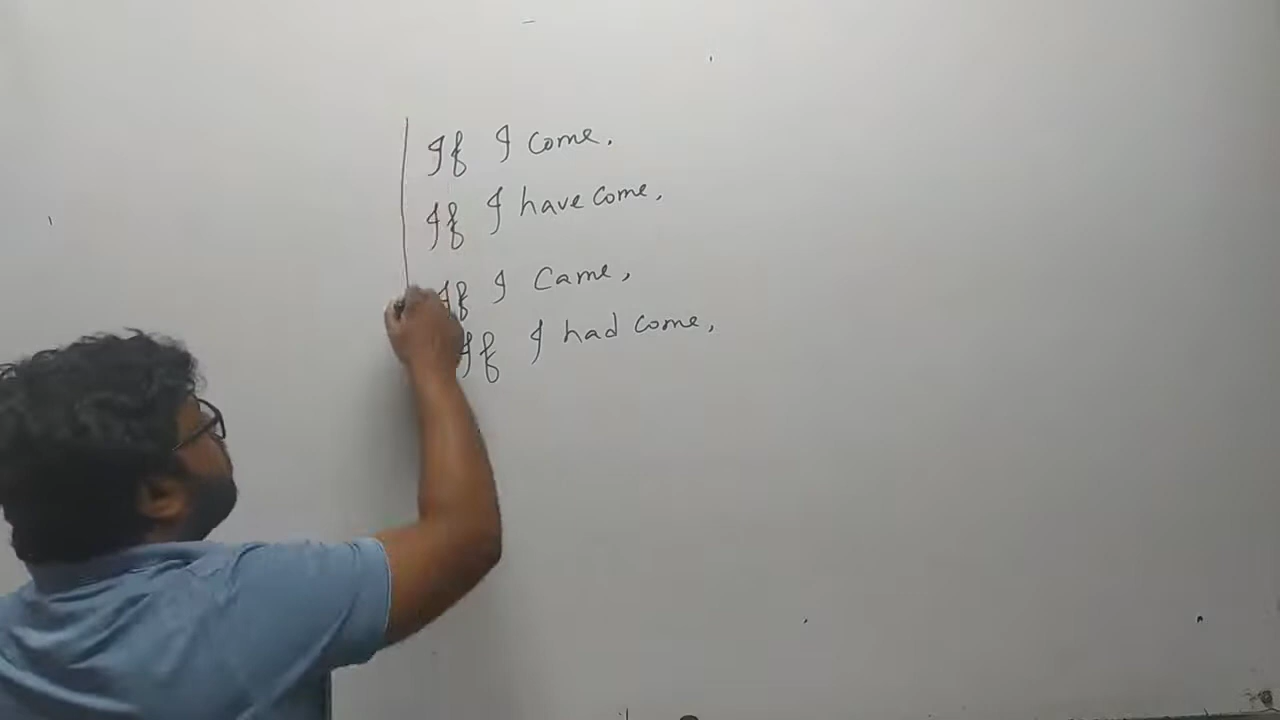 If I come,
If I have come,
If I came,
If I had come,